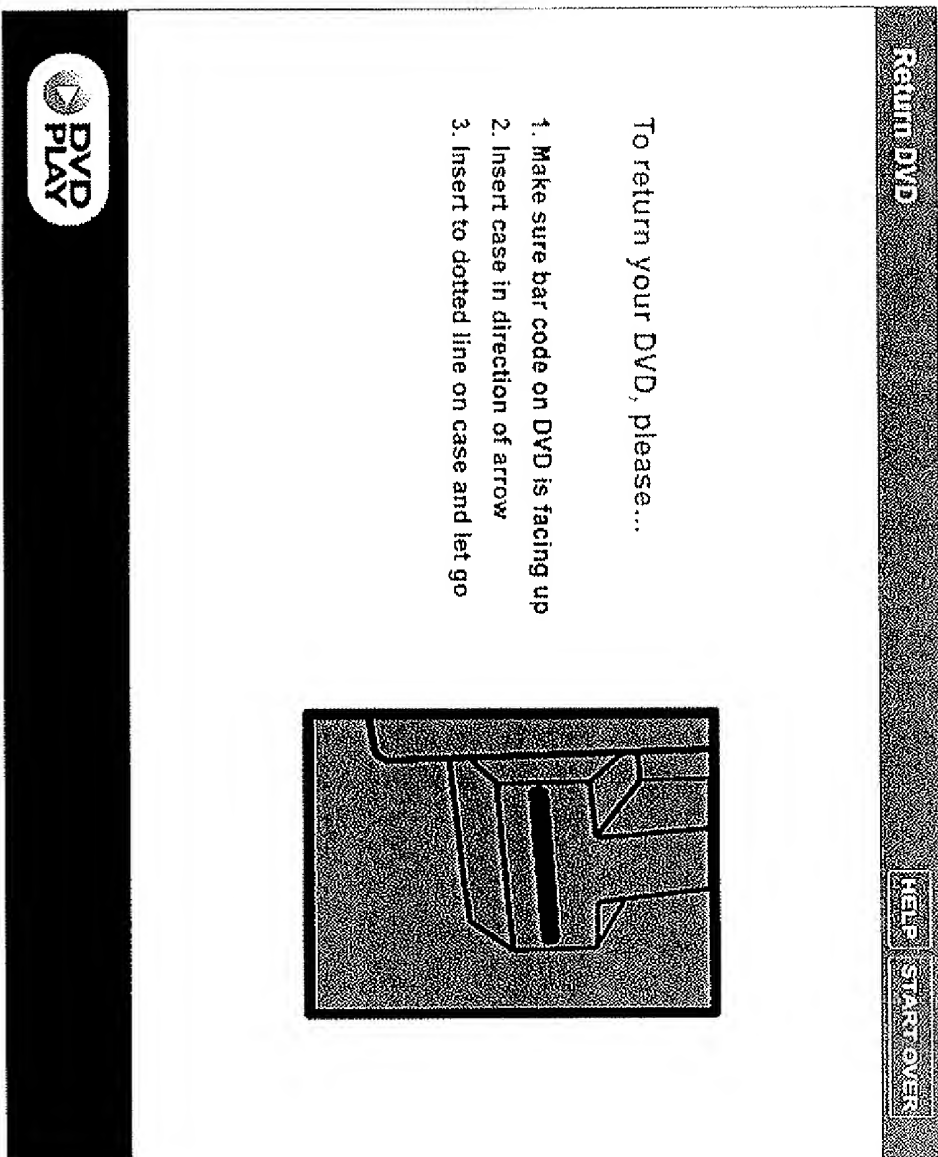 Return DVD
HELP
START OVER
To return your DVD, please...
1. Make sure bar code on DVD is facing up
2. Insert case in direction of arrow
3. Insert to dotted line on case and let go
DVD
PLAY